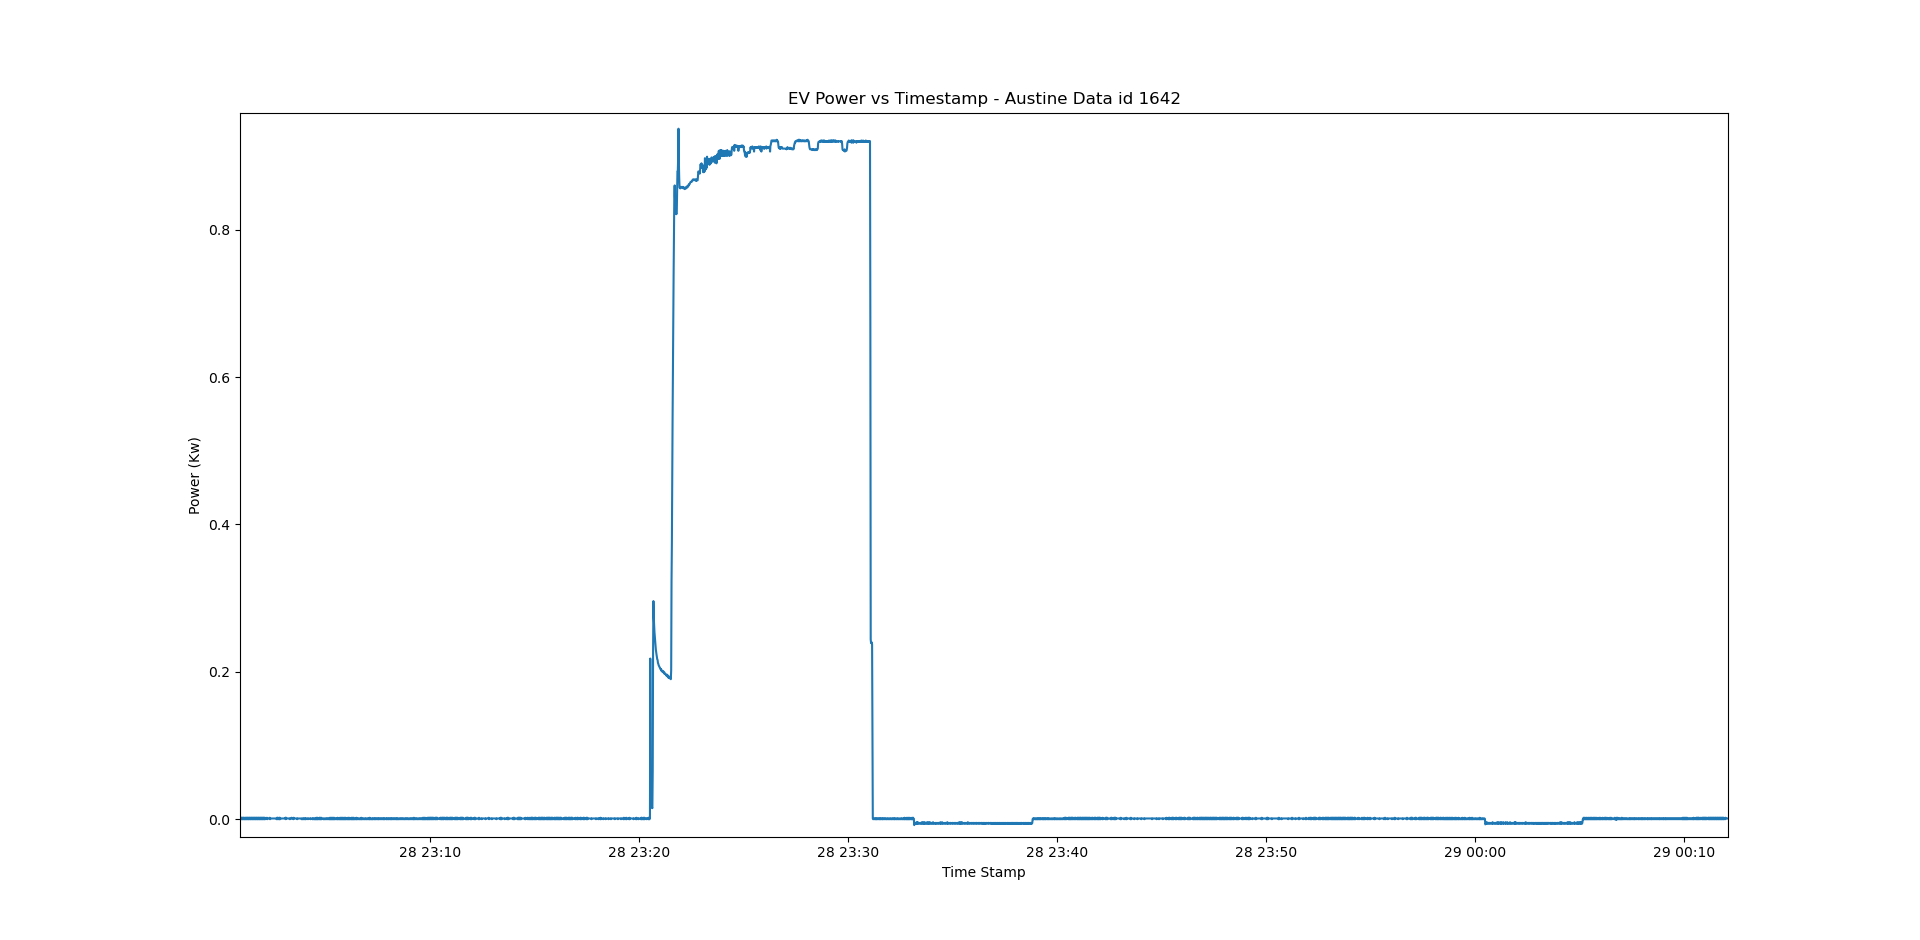 EV Power vs Timestamp - Austine Data id 1642
0.8
0.6
0.4
0.2
0.0
Power (Kw)
28 23:10 28 23:20 28 23:30 28 23:40 28 23:50 29 00:00 29 00:10
Time Stamp